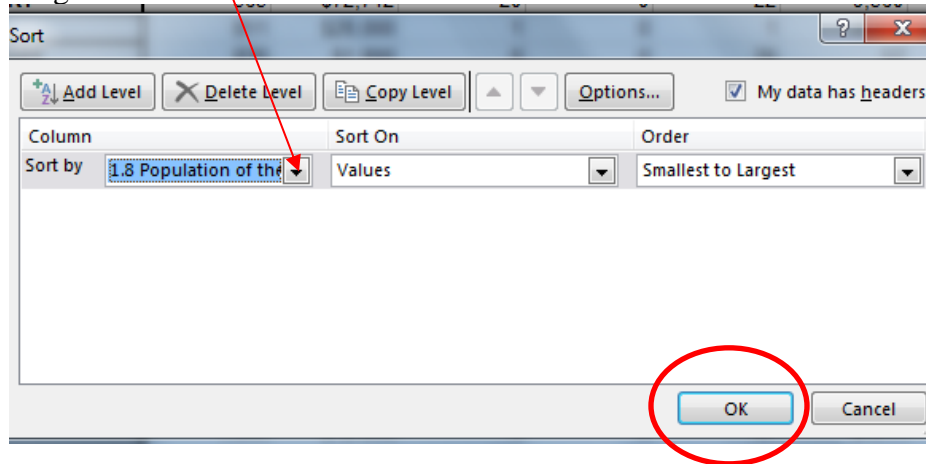 Sort
Add Level Delete Level Copy Level Options... My data has headers
Column Sort On Order
Sort by 1.8 Population of the Values Smallest to Largest
OK Cancel